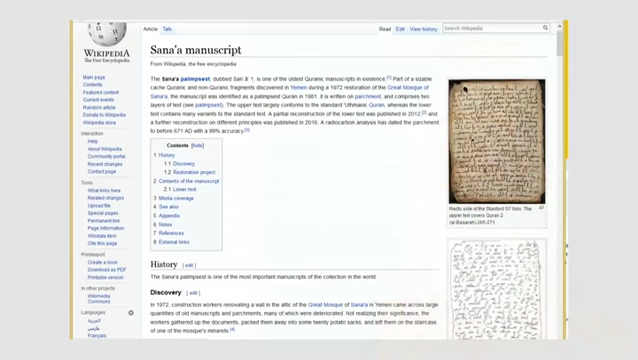 Article Talk Read Edit View history Search Wikipedia
WIKIPEDIA
The Free Encyclopedia
Main page
Contents
Featured content
Current events
Random article
Donate to Wikipedia
Wikipedia store
Interaction
Help
About Wikipedia
Community portal
Recent changes
Contact page
Tools
What links here
Related changes
Upload file
Special pages
Permanent link
Page information
Wikidata item
Cite this page
Print/export
Create a book
Download as PDF
Printable version
In other projects
Wikimedia
Commons
Languages
العربية
فارسی
Français
Sana'a manuscript
From Wikipedia, the free encyclopedia
The Sana'a palimpsest, dubbed Ṣan'ā' 1, is one of the oldest Quranic manuscripts in existence.[1] Part of a sizable
cache Quranic and non-Quranic fragments discovered in Yemen during a 1972 restoration of the Great Mosque of
Sana'a, the manuscript was identified as a palimpsest Quran in 1981. It is written on parchment, and comprises two
layers of text (see palimpsest). The upper text largely conforms to the standard 'Uthmanic Quran, whereas the lower
text contains many variants to the standard text. A partial reconstruction of the lower text was published in 2012,[2] and
a further reconstruction on different principles was published in 2016. A radiocarbon analysis has dated the parchment
to before 671 AD with a 99% accuracy.[3]
Contents [hide]
1 History
1.1 Discovery
1.2 Restoration project
2 Contents of the manuscript
2.1 Lower text
3 Media coverage
4 See also
5 Appendix
6 Notes
7 References
8 External links
Recto side of the Stanford '07 folio. The
upper text covers Quran 2
(al-Baqarah).265-271.
History [edit]
The Sana'a palimpsest is one of the most important manuscripts of the collection in the world
Discovery [edit]
In 1972, construction workers renovating a wall in the attic of the Great Mosque of Sana'a in Yemen came across large
quantities of old manuscripts and parchments, many of which were deteriorated. Not realizing their significance, the
workers gathered up the documents, packed them away into some twenty potato sacks, and left them on the staircase
of one of the mosque's minarets.[4]